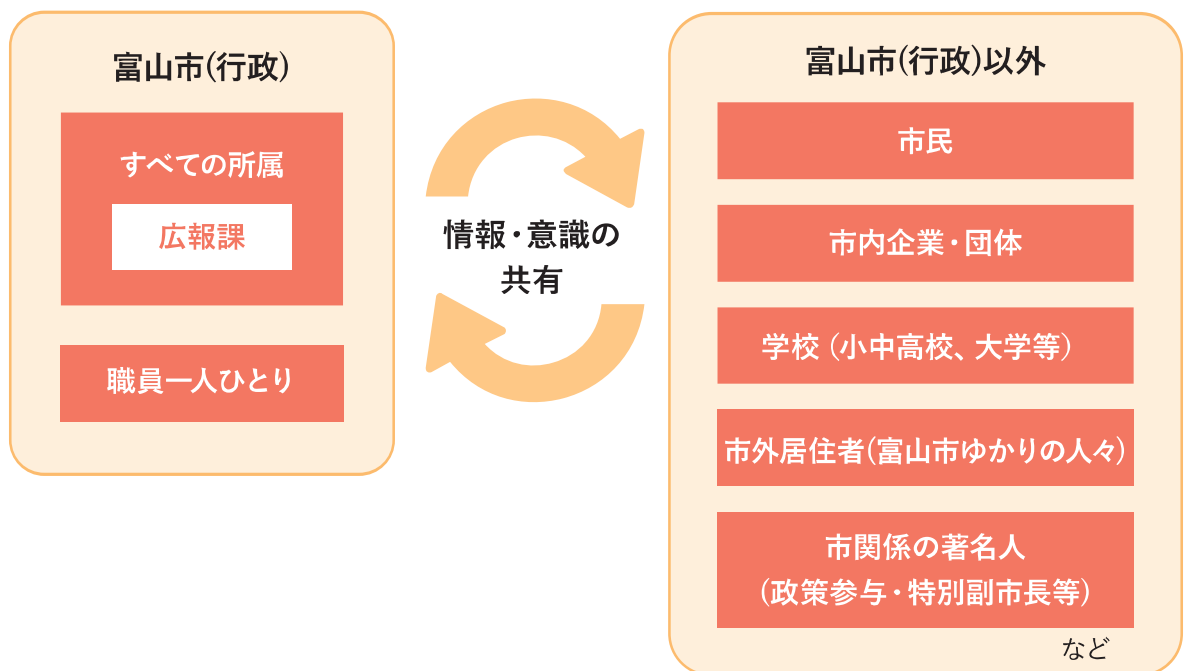 富山市(行政)
すべての所属
広報課
職員一人ひとり
情報・意識の
共有
富山市(行政)以外
市民
市内企業・団体
学校（小中高校、大学等）
市外居住者(富山市ゆかりの人々)
市関係の著名人
(政策参与・特別副市長等)
など